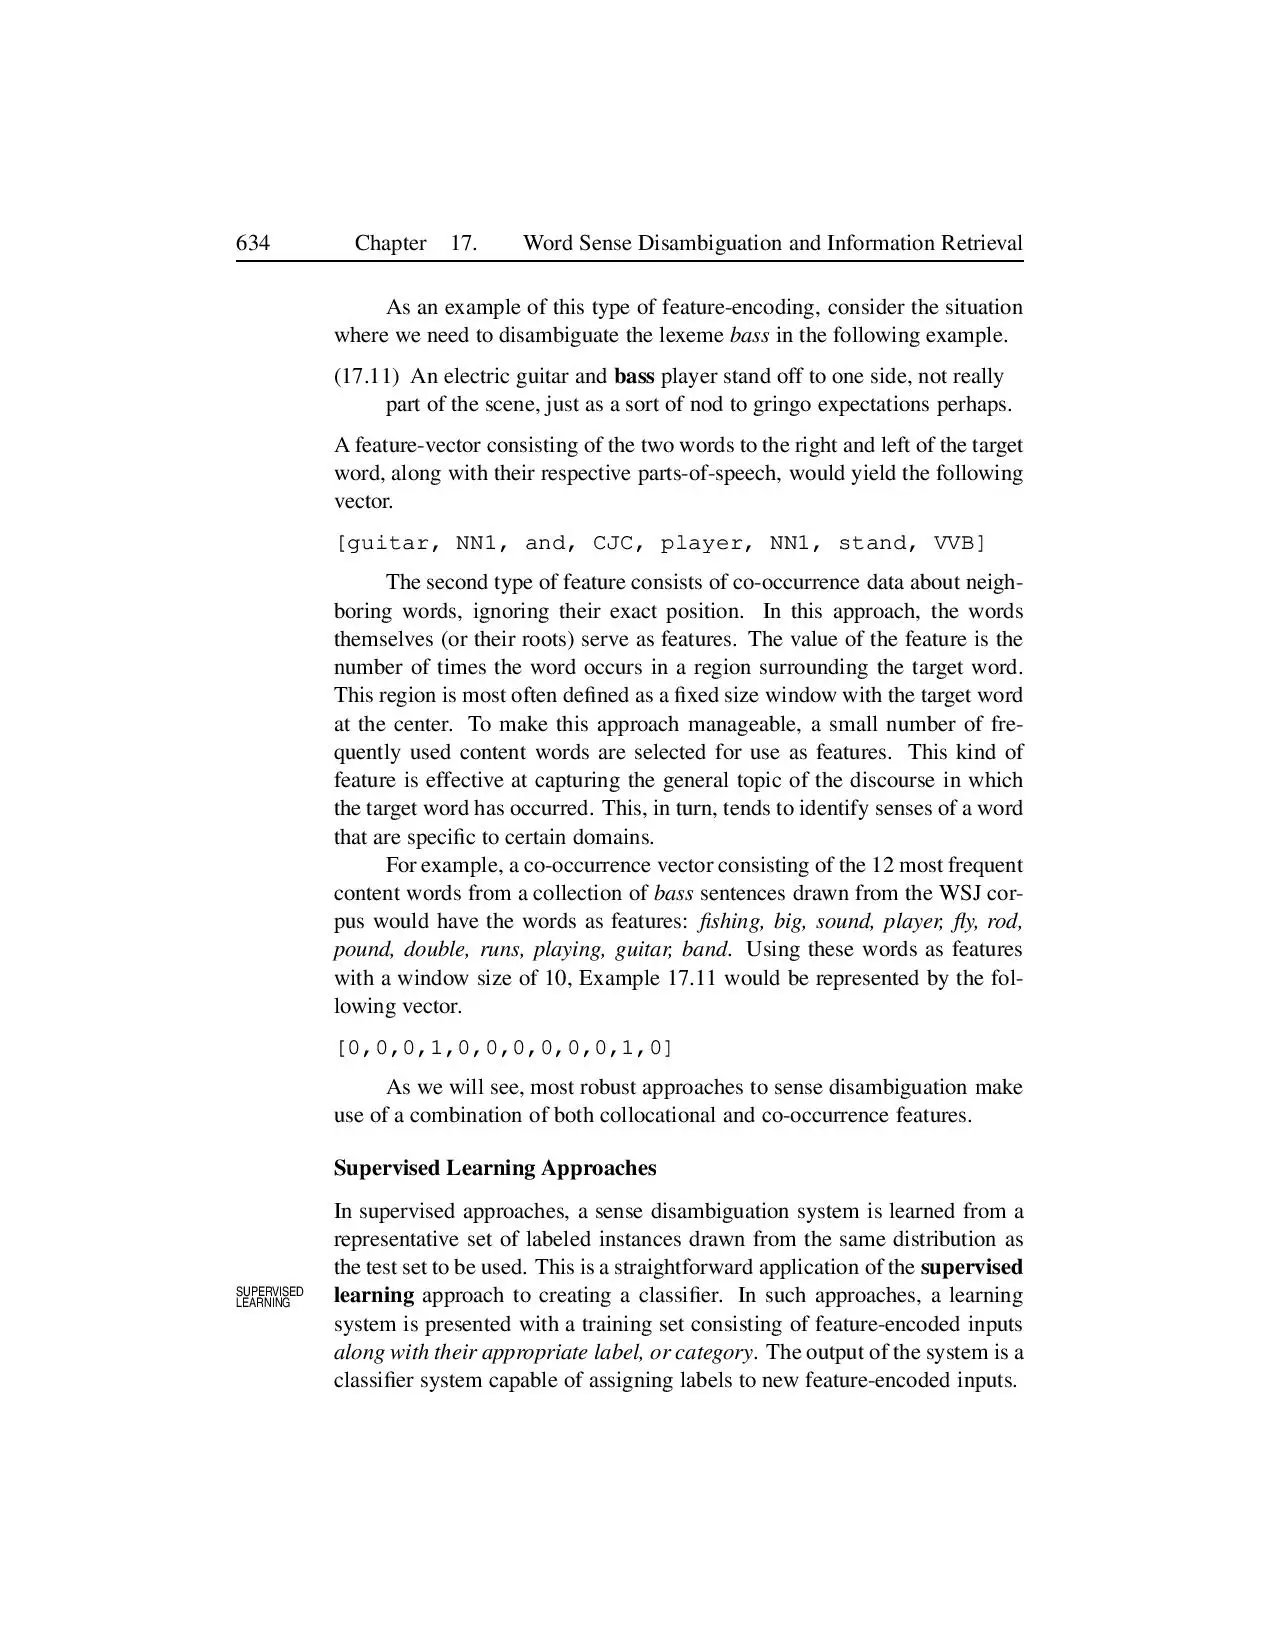 634 Chapter 17. Word Sense Disambiguation and Information Retrieval
As an example of this type of feature-encoding, consider the situation
where we need to disambiguate the lexeme bass in the following example.
(17.11) An electric guitar and bass player stand off to one side, not really
part of the scene, just as a sort of nod to gringo expectations perhaps.
A feature-vector consisting of the two words to the right and left of the target
word, along with their respective parts-of-speech, would yield the following
vector.
[guitar, NN1, and, CJC, player, NN1, stand, VVB]
The second type of feature consists of co-occurrence data about neigh-
boring words, ignoring their exact position. In this approach, the words
themselves (or their roots) serve as features. The value of the feature is the
number of times the word occurs in a region surrounding the target word.
This region is most often defined as a fixed size window with the target word
at the center. To make this approach manageable, a small number of fre-
quently used content words are selected for use as features. This kind of
feature is effective at capturing the general topic of the discourse in which
the target word has occurred. This, in turn, tends to identify senses of a word
that are specific to certain domains.
For example, a co-occurrence vector consisting of the 12 most frequent
content words from a collection of bass sentences drawn from the WSJ cor-
pus would have the words as features: fishing, big, sound, player, fly, rod,
pound, double, runs, playing, guitar, band. Using these words as features
with a window size of 10, Example 17.11 would be represented by the fol-
lowing vector.
[0,0,0,1,0,0,0,0,0,0,1,0]
As we will see, most robust approaches to sense disambiguation make
use of a combination of both collocational and co-occurrence features.
Supervised Learning Approaches
In supervised approaches, a sense disambiguation system is learned from a
representative set of labeled instances drawn from the same distribution as
the test set to be used. This is a straightforward application of the supervised
SUPERVISED
LEARNING
learning approach to creating a classifier. In such approaches, a learning
system is presented with a training set consisting of feature-encoded inputs
along with their appropriate label, or category. The output of the system is a
classifier system capable of assigning labels to new feature-encoded inputs.